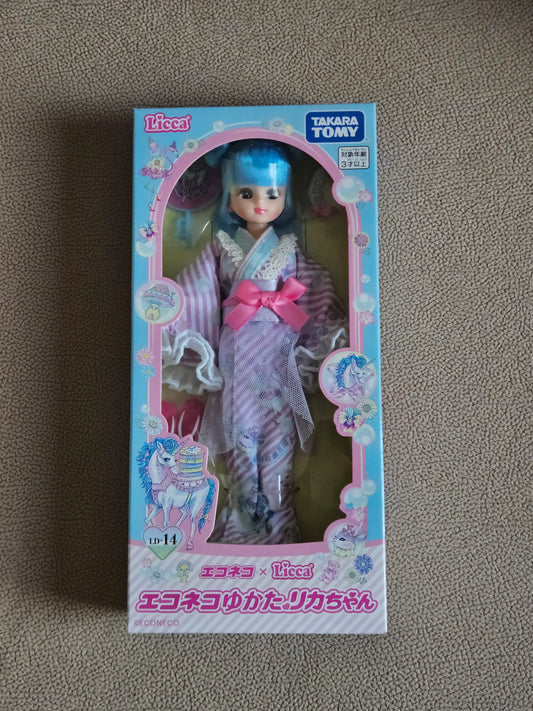 Licca
TAKARA
TOMY
対象年齢
3才以上
LD-14
エコネコ × Licca
エコネコゆかた。リカちゃん
©ECONECO